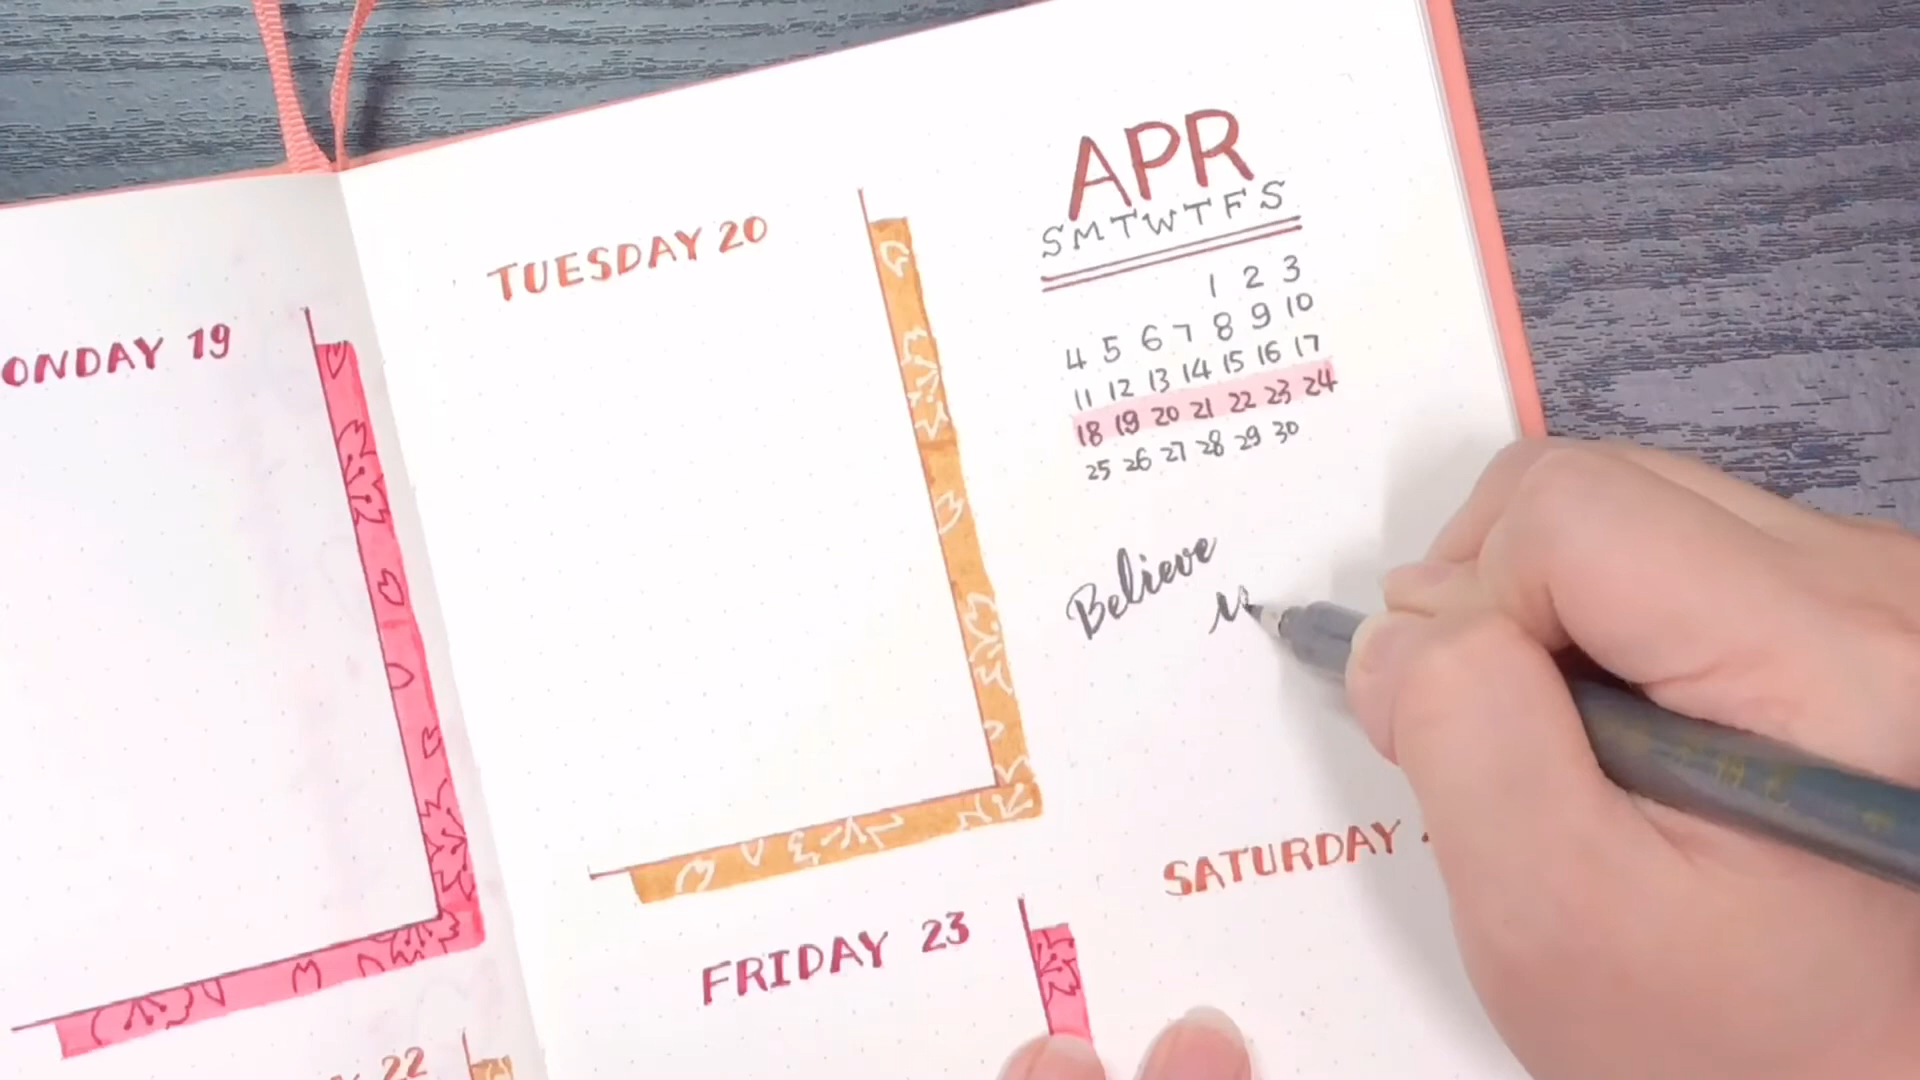 ONDAY 19
TUESDAY 20
APR
S M T W T F S
1 2 3
4 5 6 7 8 9 10
11 12 13 14 15 16 17
18 19 20 21 22 23 24
25 26 27 28 29 30
Believe
22
FRIDAY 23
SATURDAY